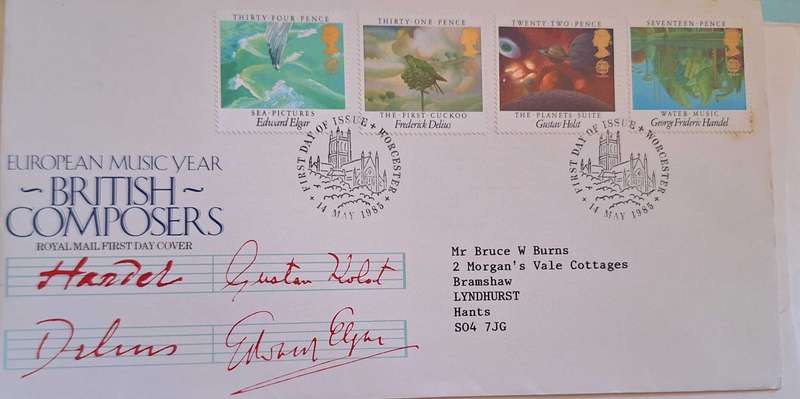 THIRTY·FOUR·PENCE
SEA·PICTURES
Edward Elgar
THIRTY·ONE·PENCE
THE·FIRST·CUCKOO
Frederick Delius
TWENTY·TWO·PENCE
THE·PLANETS·SUITE
Gustav Holst
SEVENTEEN·PENCE
WATER·MUSIC
George Frideric Handel
FIRST DAY OF ISSUE + WORCESTER
+ 14 MAY 1985 +
FIRST DAY OF ISSUE + WORCESTER
+ 14 MAY 1985 +
EUROPEAN MUSIC YEAR
~BRITISH~
COMPOSERS
ROYAL MAIL FIRST DAY COVER
Handel
Gustav Holst
Delius
Edward Elgar
Mr Bruce W Burns
2 Morgan's Vale Cottages
Bramshaw
LYNDHURST
Hants
SO4 7JG